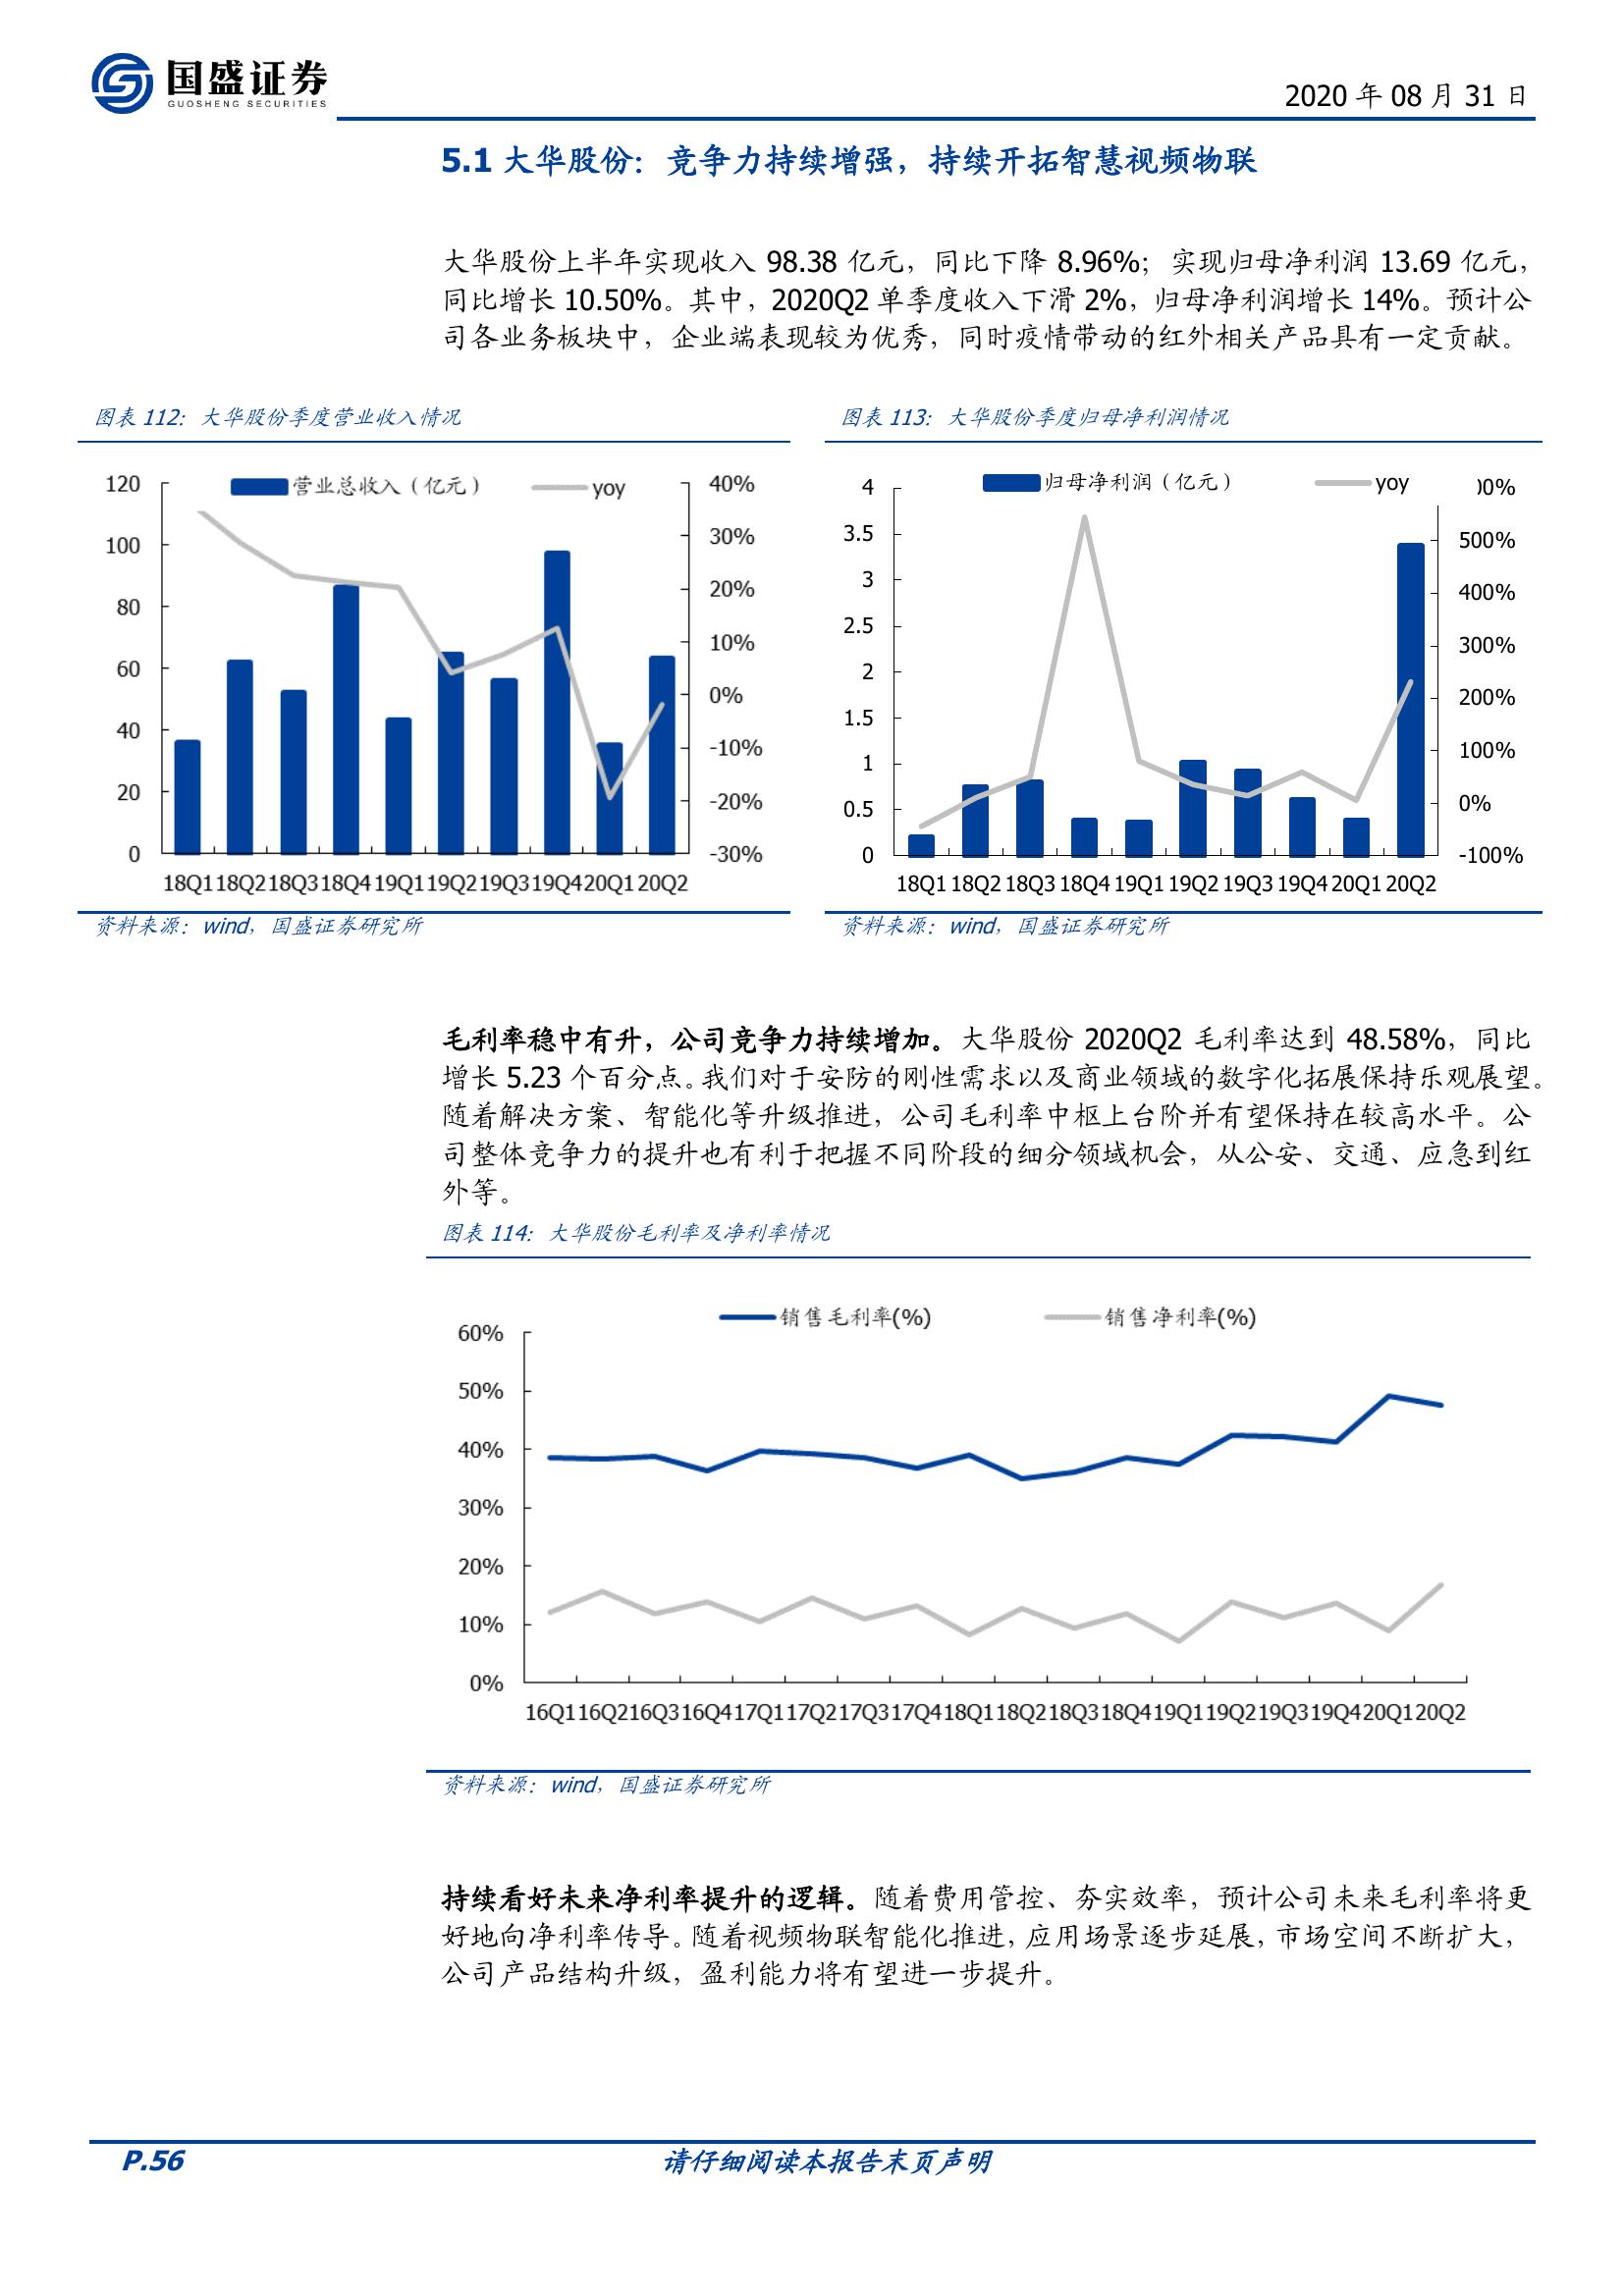 国盛证券
GUOSHENG SECURITIES
2020 年 08 月 31 日
5.1 大华股份：竞争力持续增强，持续开拓智慧视频物联
大华股份上半年实现收入 98.38 亿元，同比下降 8.96%；实现归母净利润 13.69 亿元，
同比增长 10.50%。其中，2020Q2 单季度收入下滑 2%，归母净利润增长 14%。预计公
司各业务板块中，企业端表现较为优秀，同时疫情带动的红外相关产品具有一定贡献。
图表 112：大华股份季度营业收入情况
营业总收入（亿元） yoy
120
100
80
60
40
20
0
40%
30%
20%
10%
0%
-10%
-20%
-30%
18Q1 18Q2 18Q3 18Q4 19Q1 19Q2 19Q3 19Q4 20Q1 20Q2
资料来源：wind，国盛证券研究所
图表 113：大华股份季度归母净利润情况
归母净利润（亿元） yoy
4
3.5
3
2.5
2
1.5
1
0.5
0
00%
500%
400%
300%
200%
100%
0%
-100%
18Q1 18Q2 18Q3 18Q4 19Q1 19Q2 19Q3 19Q4 20Q1 20Q2
资料来源：wind，国盛证券研究所
毛利率稳中有升，公司竞争力持续增加。大华股份 2020Q2 毛利率达到 48.58%，同比
增长 5.23 个百分点。我们对于安防的刚性需求以及商业领域的数字化拓展保持乐观展望。
随着解决方案、智能化等升级推进，公司毛利率中枢上台阶并有望保持在较高水平。公
司整体竞争力的提升也有利于把握不同阶段的细分领域机会，从公安、交通、应急到红
外等。
图表 114：大华股份毛利率及净利率情况
销售毛利率(%) 销售净利率(%)
60%
50%
40%
30%
20%
10%
0%
16Q1 16Q2 16Q3 16Q4 17Q1 17Q2 17Q3 17Q4 18Q1 18Q2 18Q3 18Q4 19Q1 19Q2 19Q3 19Q4 20Q1 20Q2
资料来源：wind，国盛证券研究所
持续看好未来净利率提升的逻辑。随着费用管控、夯实效率，预计公司未来毛利率将更
好地向净利率传导。随着视频物联智能化推进，应用场景逐步延展，市场空间不断扩大，
公司产品结构升级，盈利能力将有望进一步提升。
P.56
请仔细阅读本报告末页声明